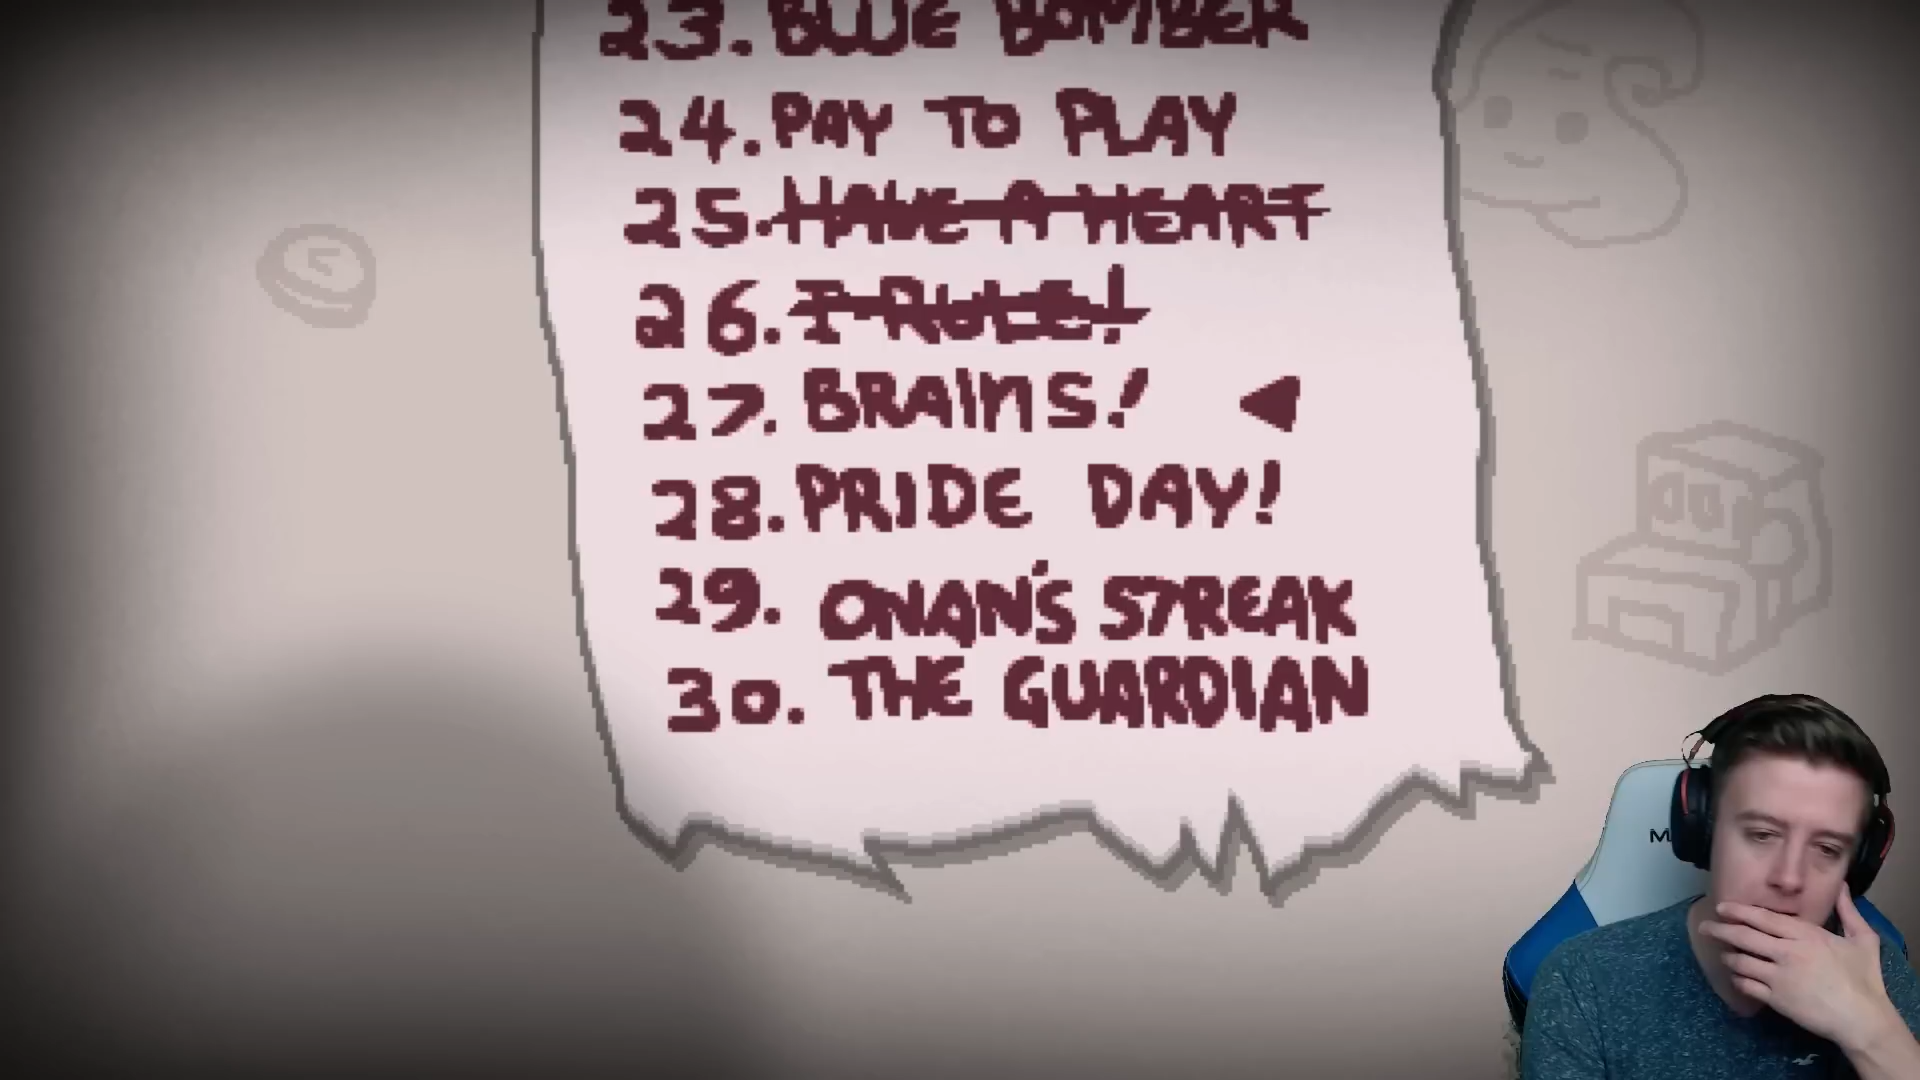 23. BLUE BOMBER
24. PAY TO PLAY
25. HAVE A HEART
26. I RULE!
27. BRAINS!
28. PRIDE DAY!
29. ONAN'S STREAK
30. THE GUARDIAN